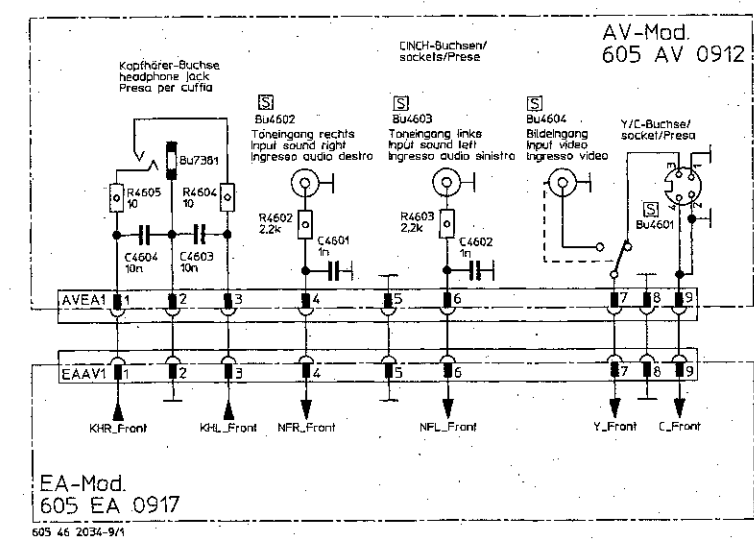 AV-Mod.
605 AV 0912
CINCH-Buchsen/
sockets/Prese
Kopfhörer-Buchse
headphone jack
Presa per cuffia
S
Bu4602
Toneingang rechts
Input sound right
Ingresso audio destro
S
Bu4603
Toneingang links
Input sound left
Ingresso audio sinistro
S
Bu4604
Bildeingang
Input video
Ingresso video
Y/C-Buchse/
socket/Presa
Bu7381
3
1
4
2
S
Bu4601
R4605
10
R4604
10
R4602
2,2k
R4603
2,2k
C4604
10n
C4603
10n
C4601
1n
C4602
1n
AVEA1 1 2 3 4 5 6 7 8 9
EAAV1 1 2 3 4 5 6 7 8 9
KHR_Front KHL_Front NFR_Front NFL_Front Y_Front C_Front
EA-Mod.
605 EA 0917
605 46 2034-9/1